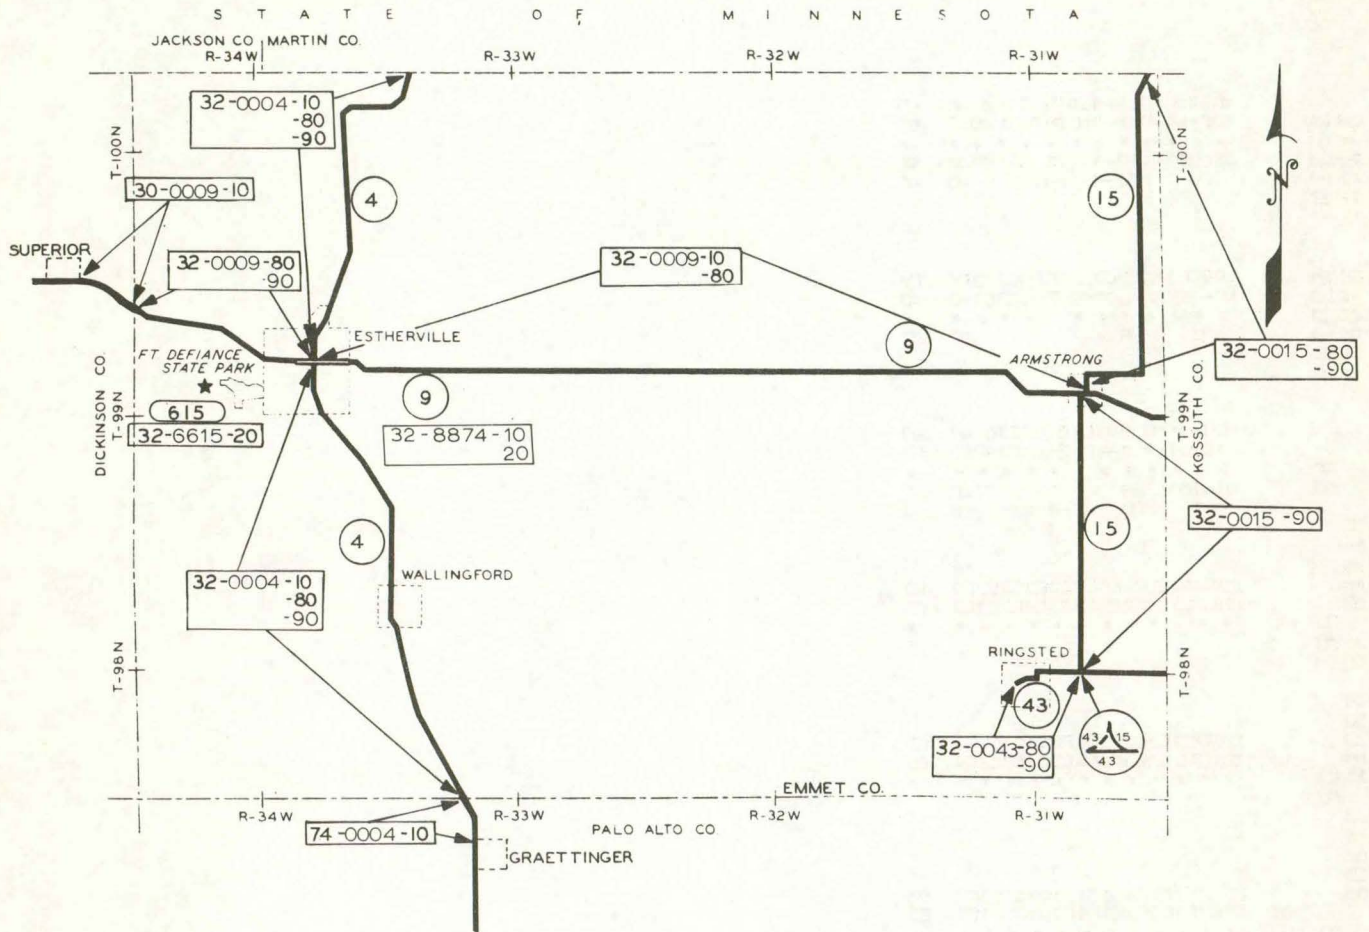 STATE OF MINNESOTA
JACKSON CO. MARTIN CO.
R-34W R-33W R-32W R-31W
32-0004-10
-80
-90
T-100N
T-100N
30-0009-10
4
15
SUPERIOR
32-0009-80
-90
32-0009-10
-80
ESTHERVILLE
9
ARMSTRONG
32-0015-80
-90
FT DEFIANCE
STATE PARK
615
32-6615-20
DICKINSON CO.
T-99N
9
32-8874-10
20
T-99N
KOSSUTH CO.
4
15
32-0015-90
32-0004-10
-80
-90
WALLINGFORD
T-98N
RINGSTED
T-98N
43
32-0043-80
-90
43 15
43
EMMET CO.
R-34W R-33W R-32W R-31W
74-0004-10
PALO ALTO CO.
GRAETTINGER
N